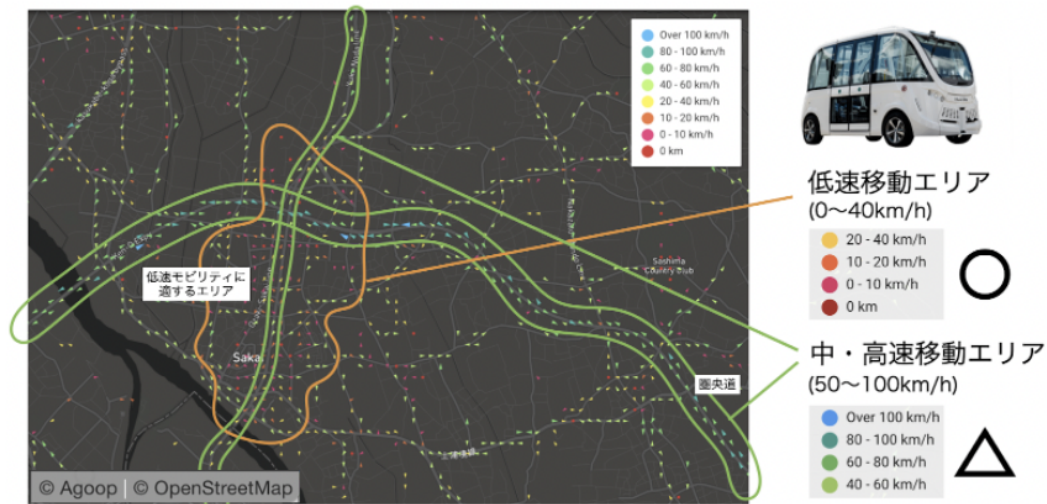 Over 100 km/h
80 - 100 km/h
60 - 80 km/h
40 - 60 km/h
20 - 40 km/h
10 - 20 km/h
0 - 10 km/h
0 km
低速モビリティに
適するエリア
Sashima
Country Club
Sakai
圏央道
© Agoop | © OpenStreetMap
低速移動エリア
(0〜40km/h)
20 - 40 km/h
10 - 20 km/h
0 - 10 km/h
0 km
中・高速移動エリア
(50〜100km/h)
Over 100 km/h
80 - 100 km/h
60 - 80 km/h
40 - 60 km/h